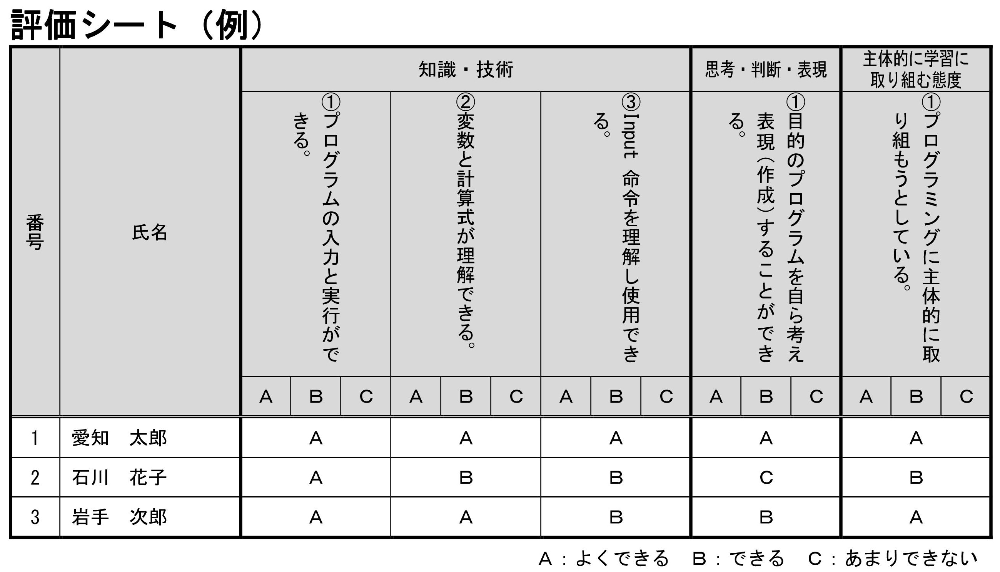 評価シート（例）
番号
氏名
知識・技術
思考・判断・表現
主体的に学習に
取り組む態度
①プログラムの入力と実行がで
きる。
②変数と計算式が理解できる。
③Input 命令を理解し使用でき
る。
①目的のプログラムを自ら考え
表現（作成）することができ
る。
①プログラミングに主体的に取
り組もうとしている。
A B C A B C A B C A B C A B C
1 愛知　太郎 A A A A A
2 石川　花子 A B B C B
3 岩手　次郎 A A B B A
A：よくできる　B：できる　C：あまりできない